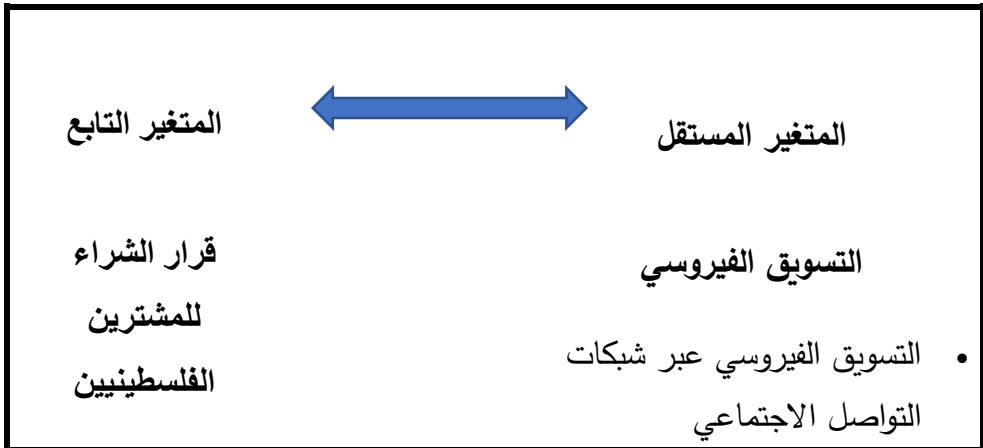 المتغير المستقل
المتغير التابع
التسويق الفيروسي
• التسويق الفيروسي عبر شبكات
التواصل الاجتماعي
قرار الشراء
للمشترين
الفلسطينيين